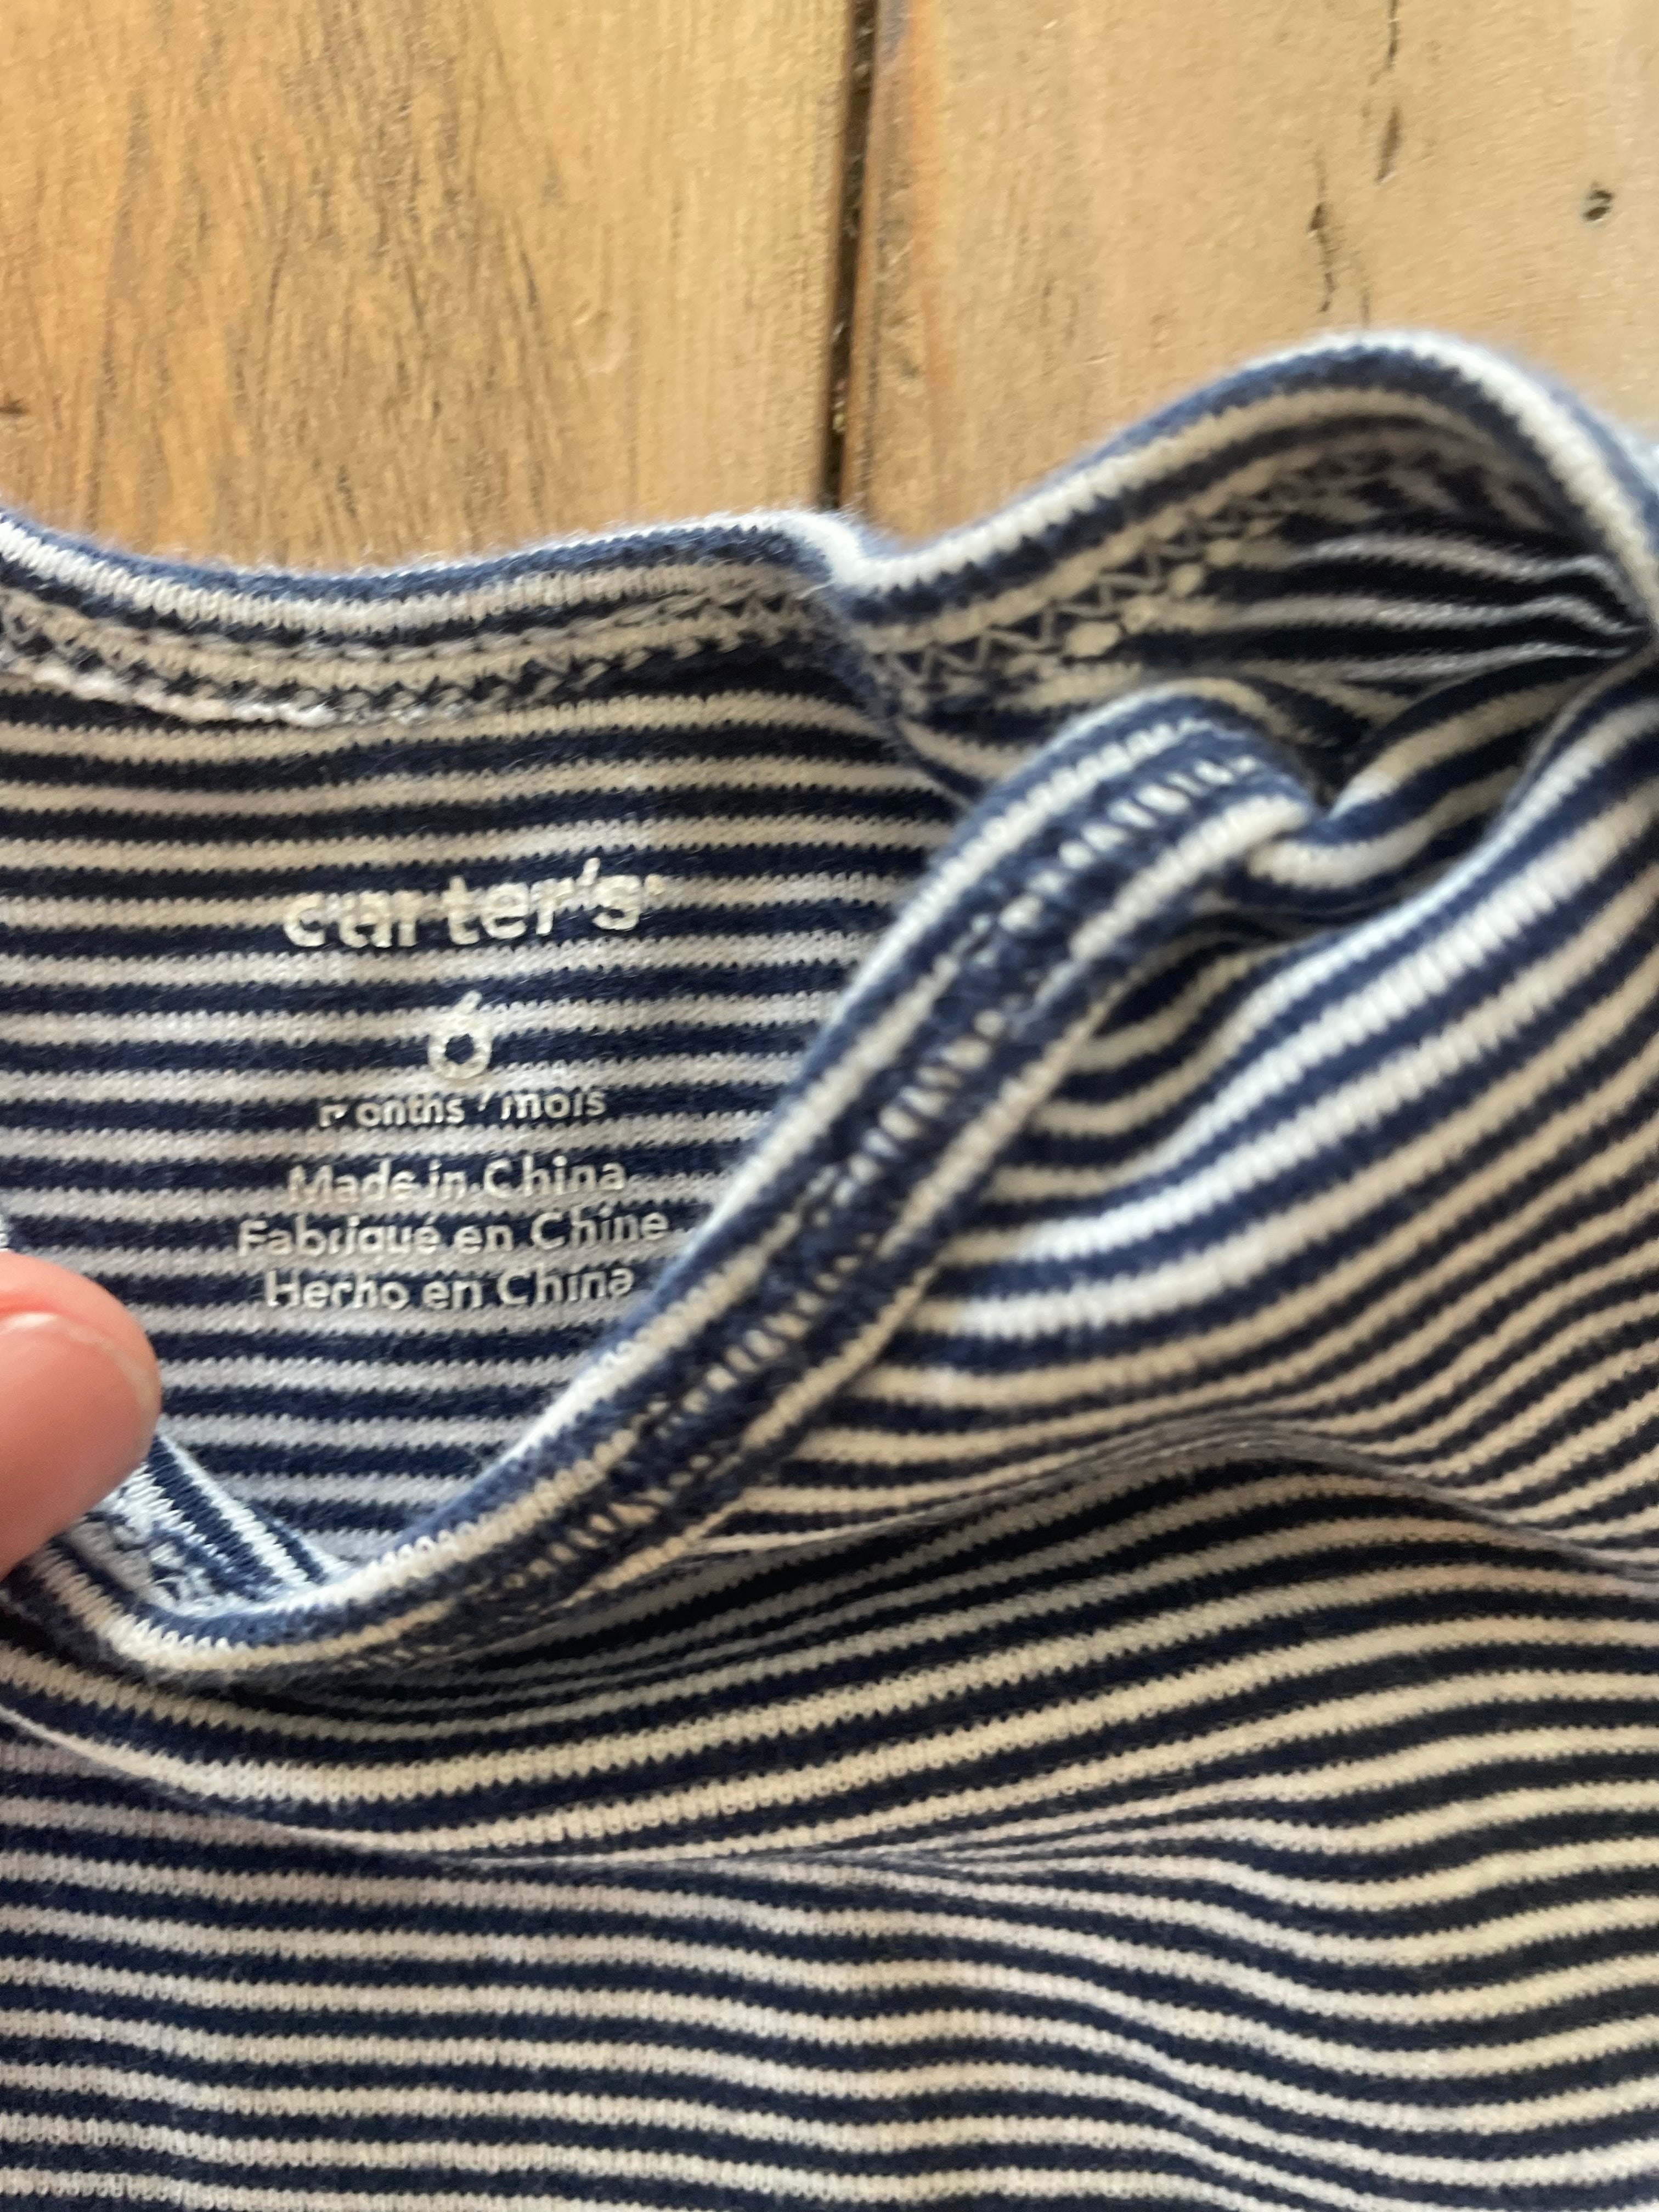 carter's
6
months / mois
Made in China
Fabriqué en Chine
Hecho en China